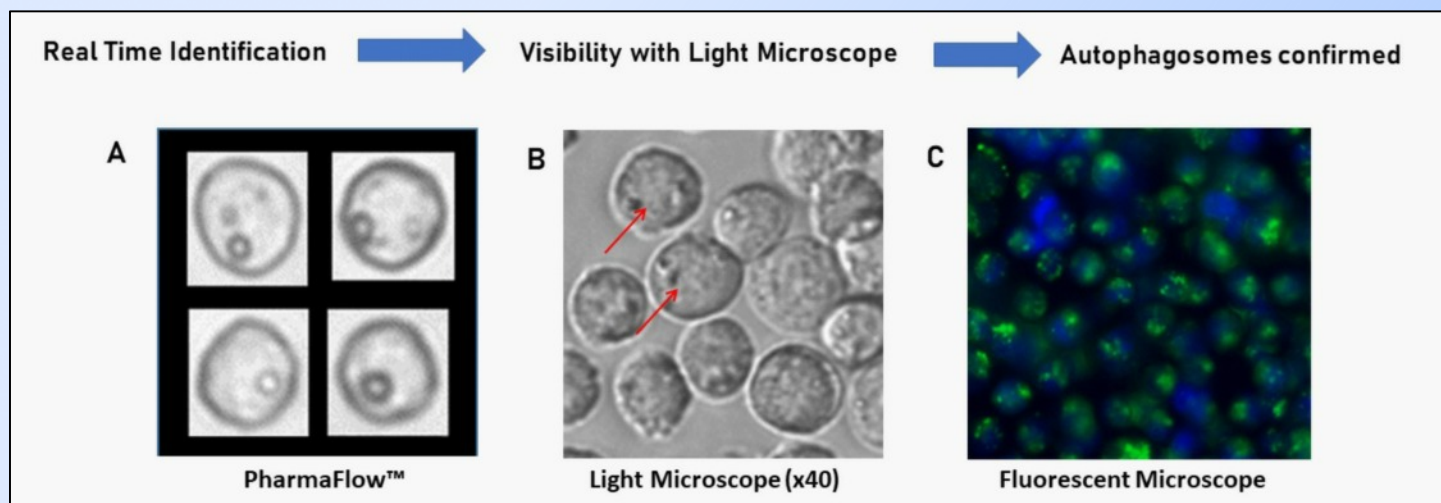 Real Time Identification
Visibility with Light Microscope
Autophagosomes confirmed
A
B
C
PharmaFlow™
Light Microscope (x40)
Fluorescent Microscope